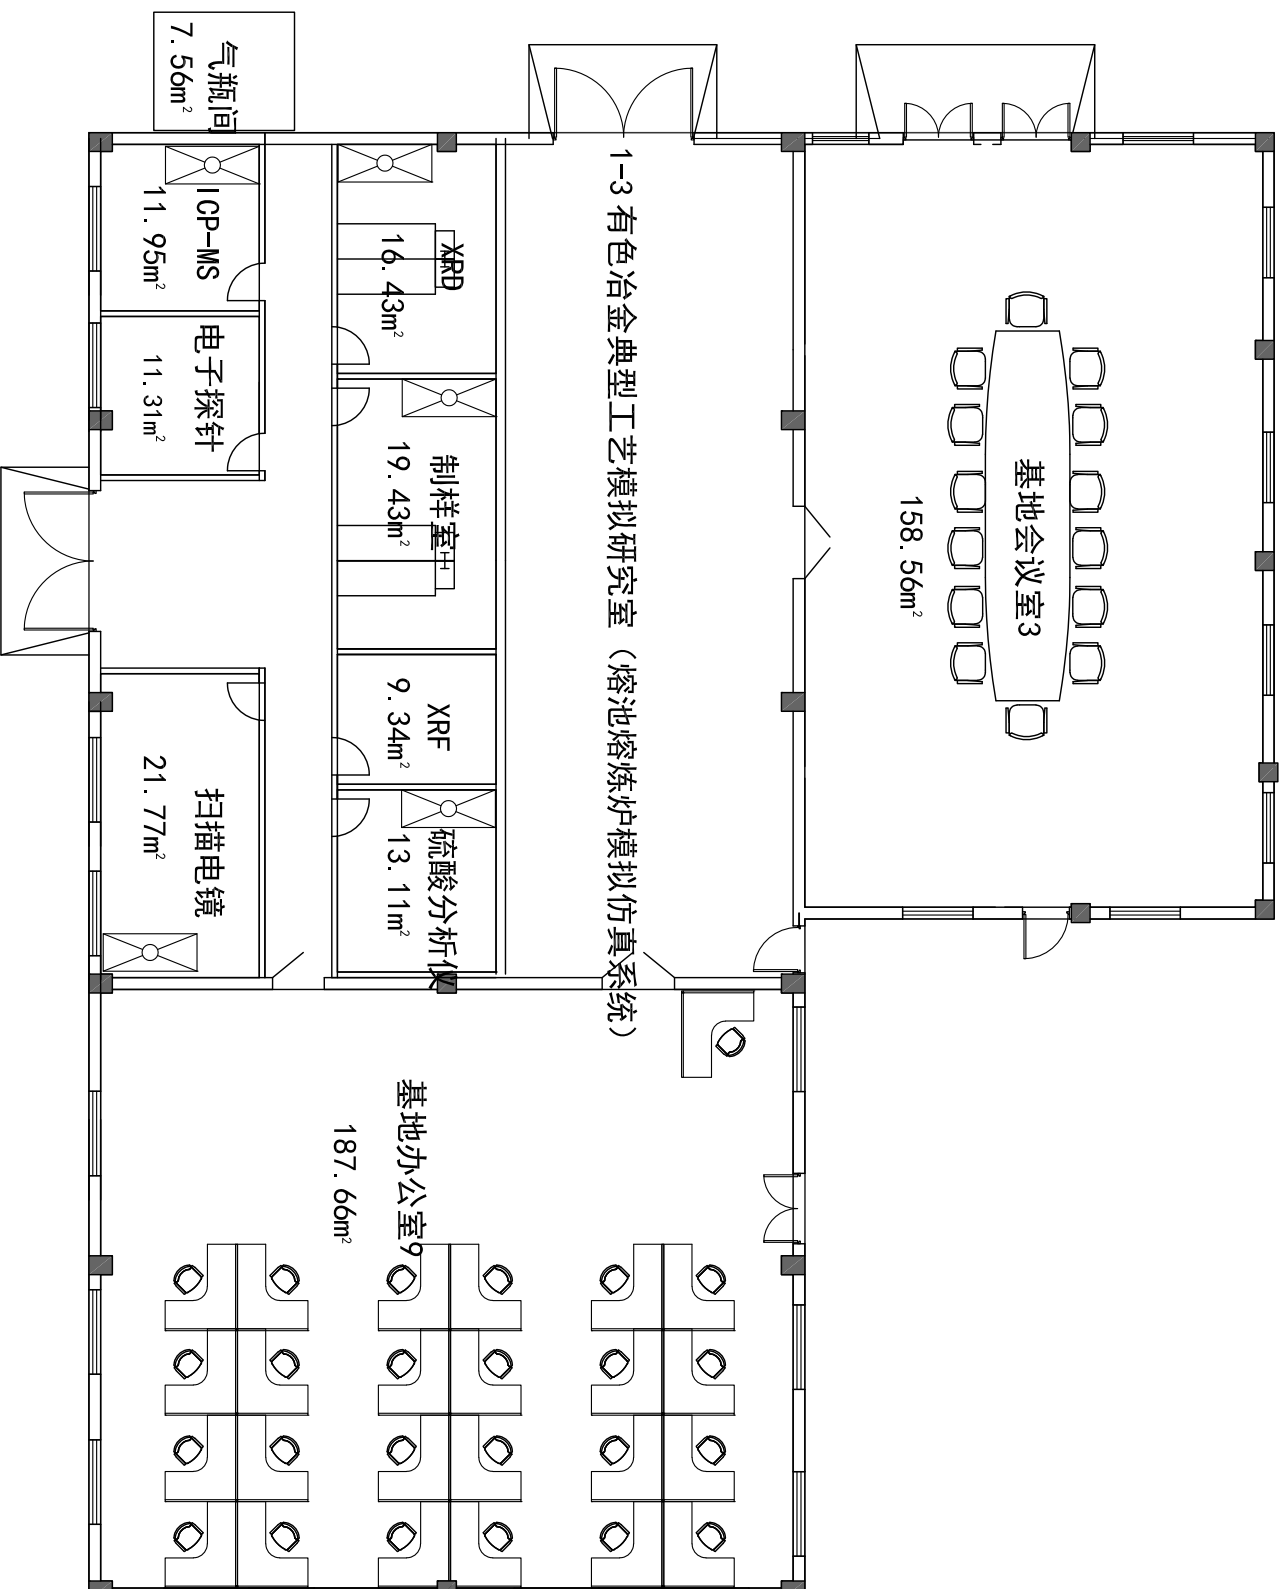 气瓶间
7.56m²
ICP-MS
11.95m²
电子探针
11.31m²
扫描电镜
21.77m²
XRD
16.43m²
制样室
19.43m²
XRF
9.34m²
硫酸分析仪
13.11m²
1-3 有色冶金典型工艺模拟研究室（熔池熔炼炉模拟仿真系统）
基地会议室3
158.56m²
基地办公室9
187.66m²